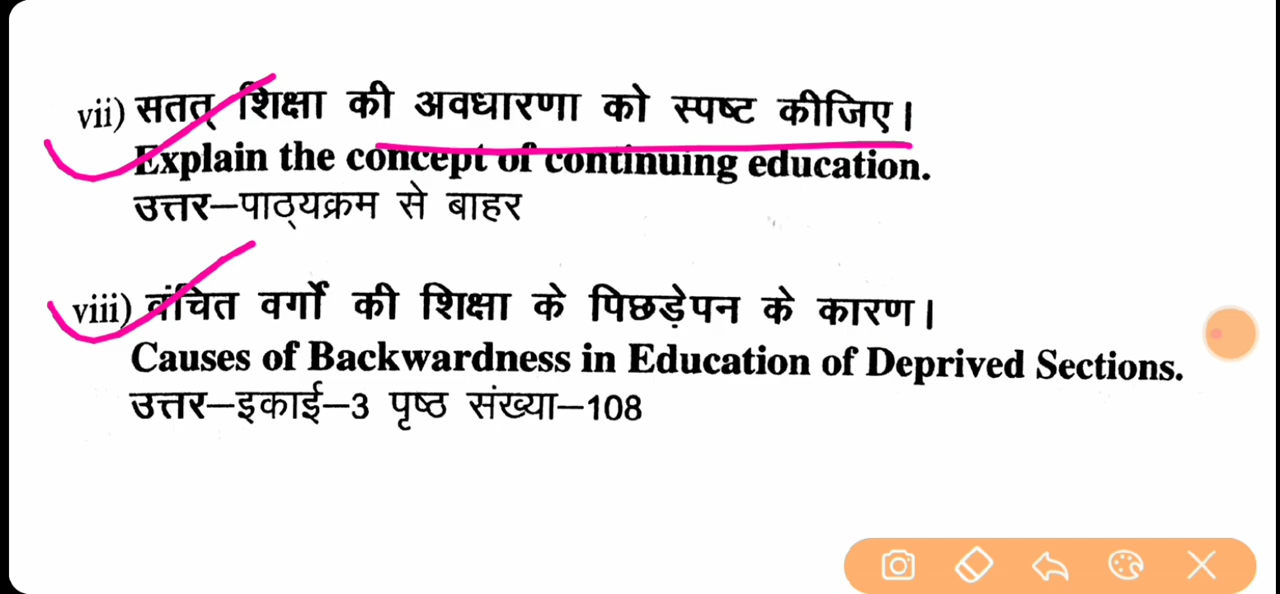 vii) सतत् शिक्षा की अवधारणा को स्पष्ट कीजिए।
Explain the concept of continuing education.
उत्तर–पाठ्यक्रम से बाहर
viii) वंचित वर्गो की शिक्षा के पिछड़ेपन के कारण।
Causes of Backwardness in Education of Deprived Sections.
उत्तर–इकाई–3 पृष्ठ संख्या–108